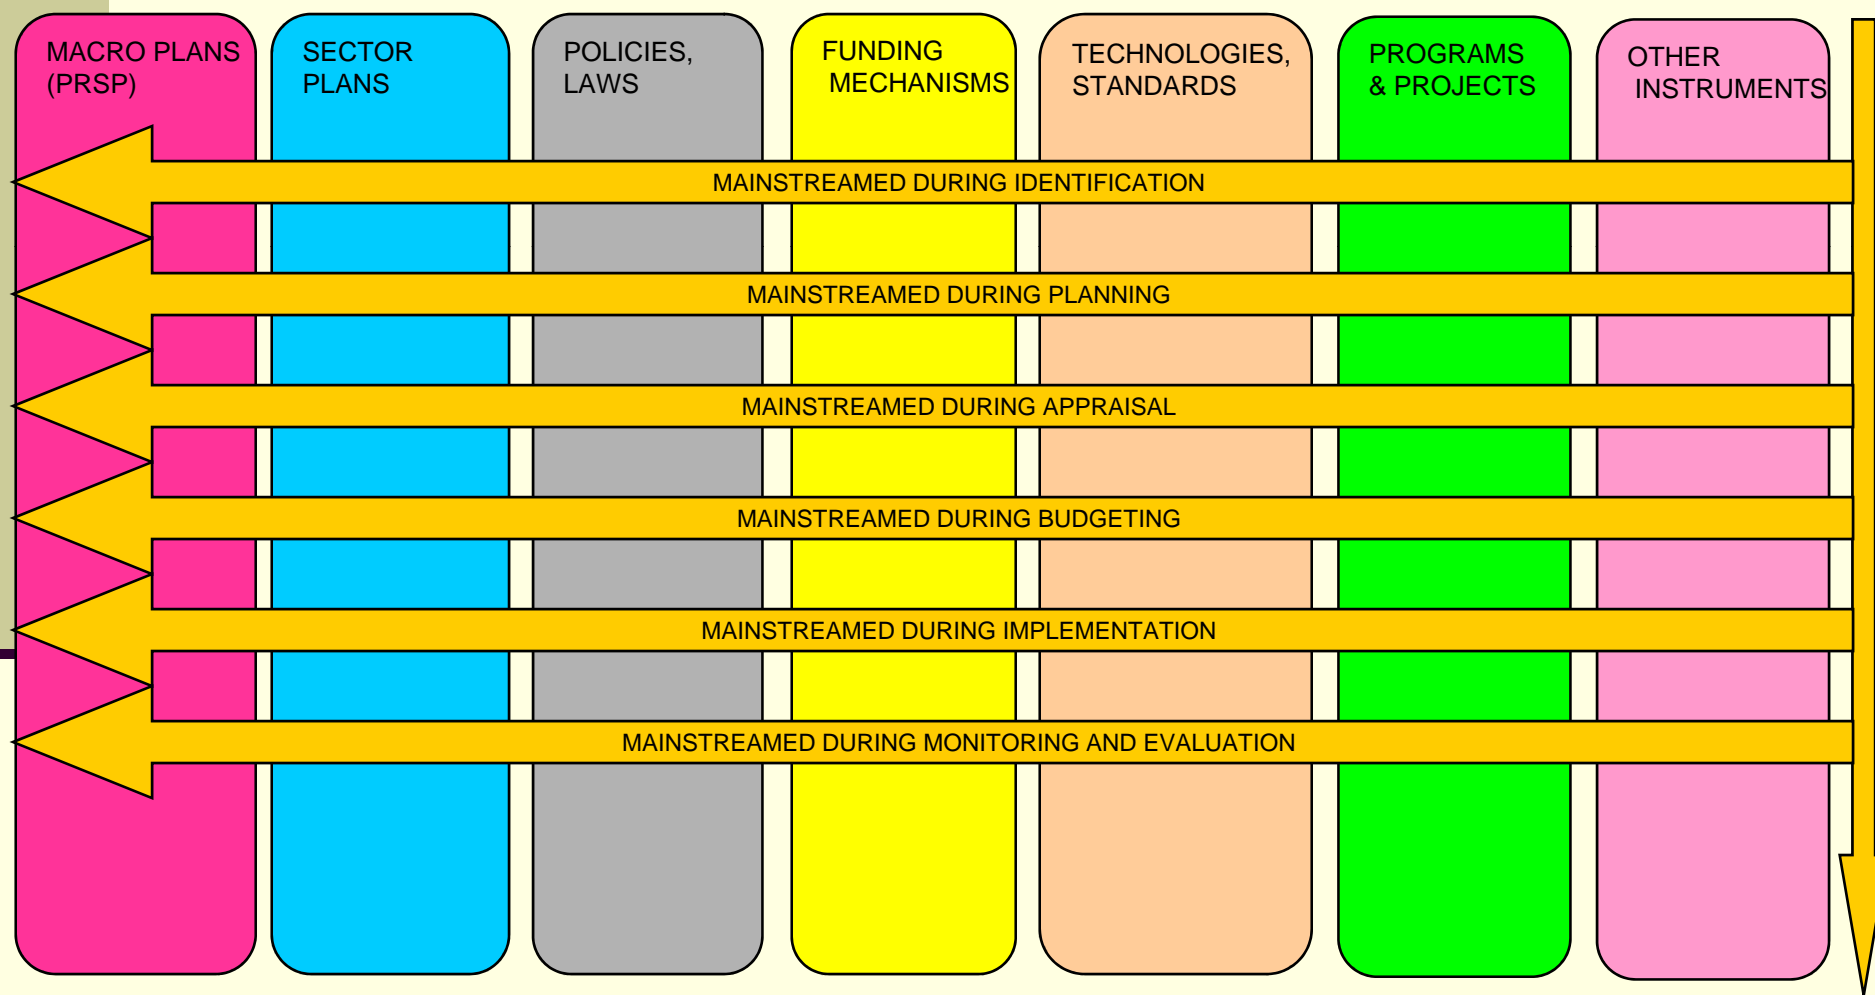 MACRO PLANS
(PRSP)
SECTOR
PLANS
POLICIES,
LAWS
FUNDING
MECHANISMS
TECHNOLOGIES,
STANDARDS
PROGRAMS
& PROJECTS
OTHER
INSTRUMENTS
MAINSTREAMED DURING IDENTIFICATION
MAINSTREAMED DURING PLANNING
MAINSTREAMED DURING APPRAISAL
MAINSTREAMED DURING BUDGETING
MAINSTREAMED DURING IMPLEMENTATION
MAINSTREAMED DURING MONITORING AND EVALUATION